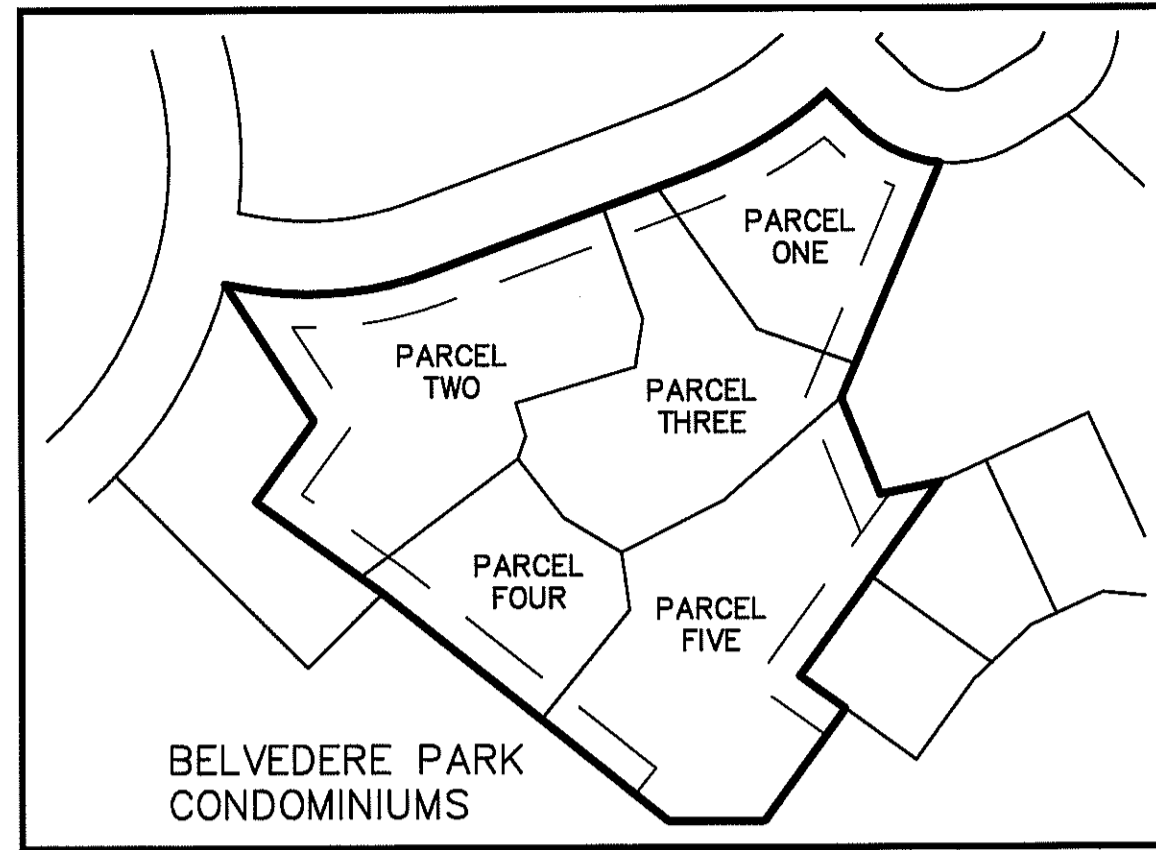 PARCEL
ONE
PARCEL
TWO
PARCEL
THREE
PARCEL
FOUR
PARCEL
FIVE
BELVEDERE PARK
CONDOMINIUMS